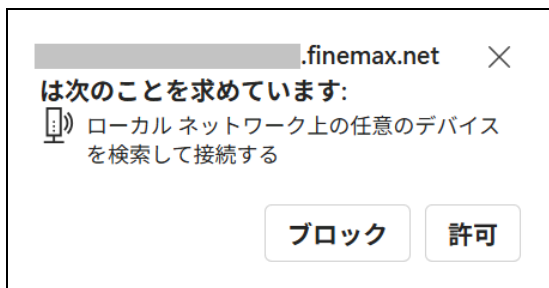 .finemax.net
は次のことを求めています:
ローカル ネットワーク上の任意のデバイス
を検索して接続する
ブロック
許可